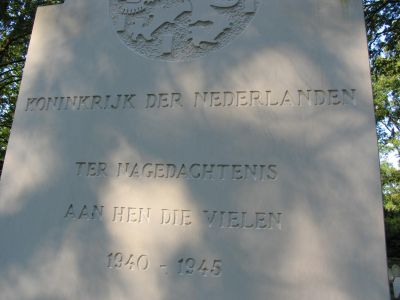 KONINKRIJK DER NEDERLANDEN
TER NAGEDACHTENIS
AAN HEN DIE VIELEN
1940 - 1945